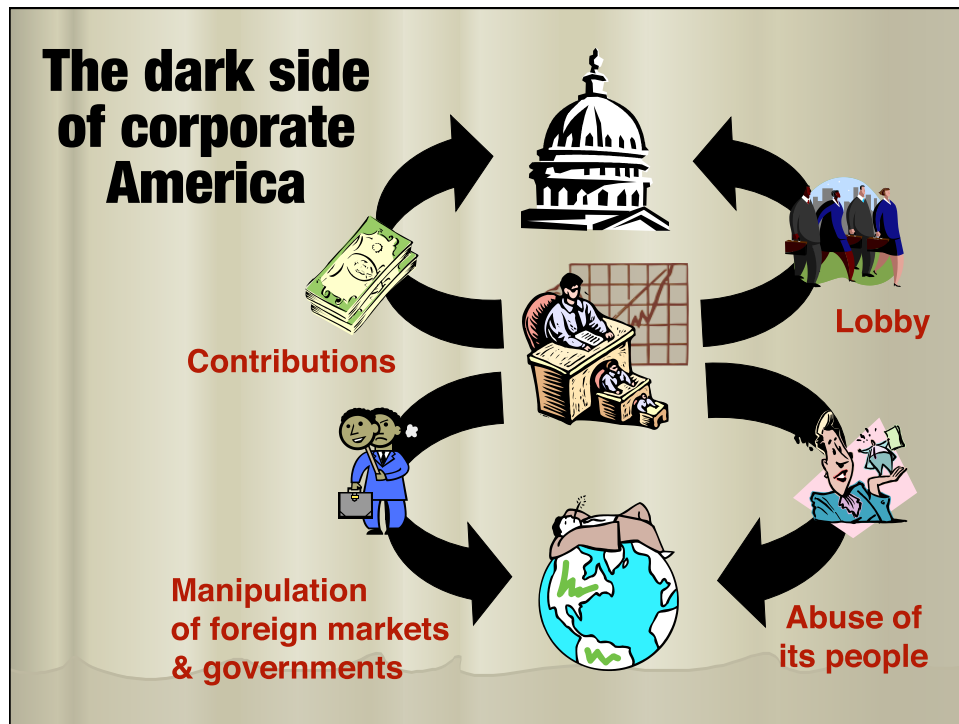 The dark side
of corporate
America
Lobby
Contributions
Manipulation
of foreign markets
& governments
Abuse of
its people